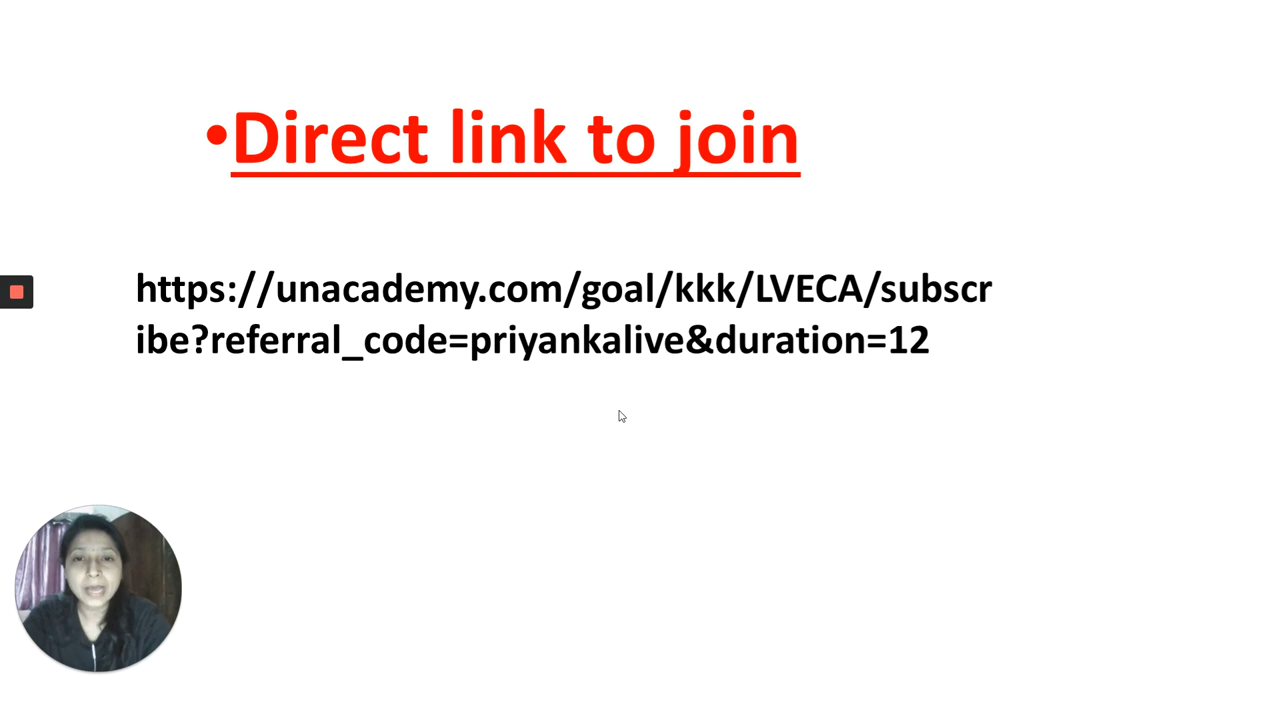 •Direct link to join
https://unacademy.com/goal/kkk/LVECA/subscr
ibe?referral_code=priyankalive&duration=12